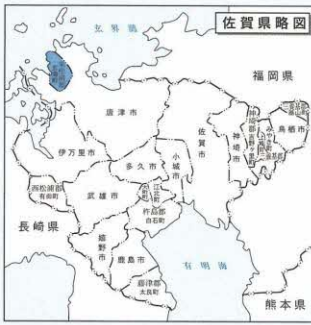 佐賀県略図
玄界灘
福岡県
唐津市
伊万里市
多久市
小城市
佐賀市
神埼市
鳥栖市
西松浦郡
有田町
武雄市
江北町
杵島郡
白石町
長崎県
嬉野市
鹿島市
有明海
藤津郡
太良町
熊本県